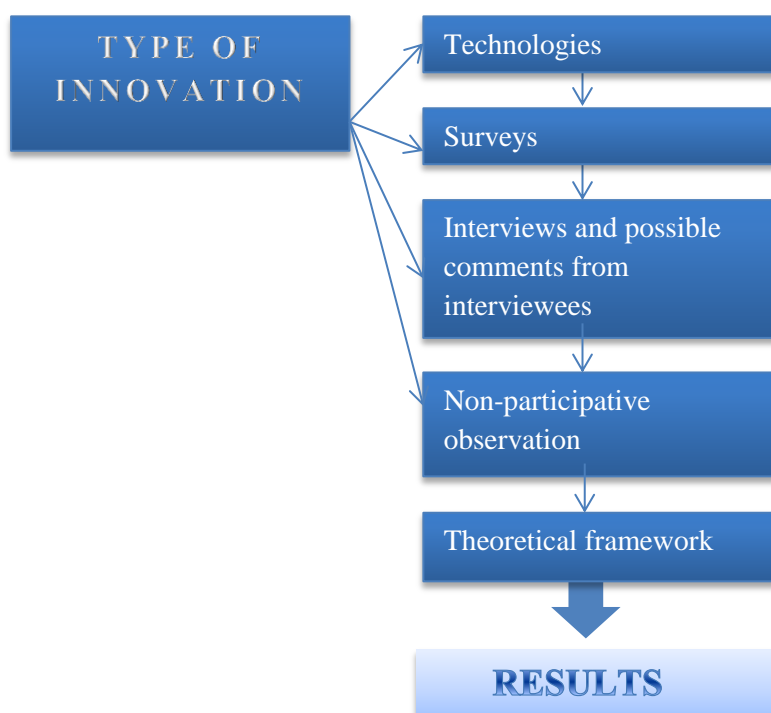 TYPE OF
INNOVATION
Technologies
Surveys
Interviews and possible
comments from
interviewees
Non-participative
observation
Theoretical framework
RESULTS